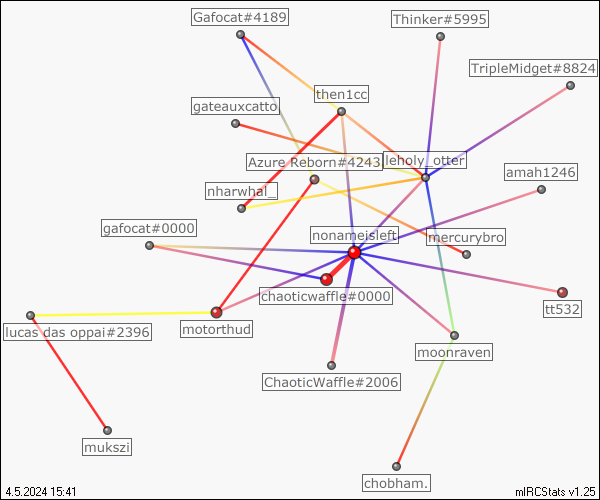 Gafocat#4189
Thinker#5995
TripleMidget#8824
then1cc
gateauxcatto
Azure Reborn#4243
leholy_otter
amah1246
nharwhal_
gafocat#0000
nonameisleft
mercurybro
chaoticwaffle#0000
tt532
lucas das oppai#2396
motorthud
moonraven
ChaoticWaffle#2006
mukszi
chobham.
4.5.2024 15:41
mIRCStats v1.25